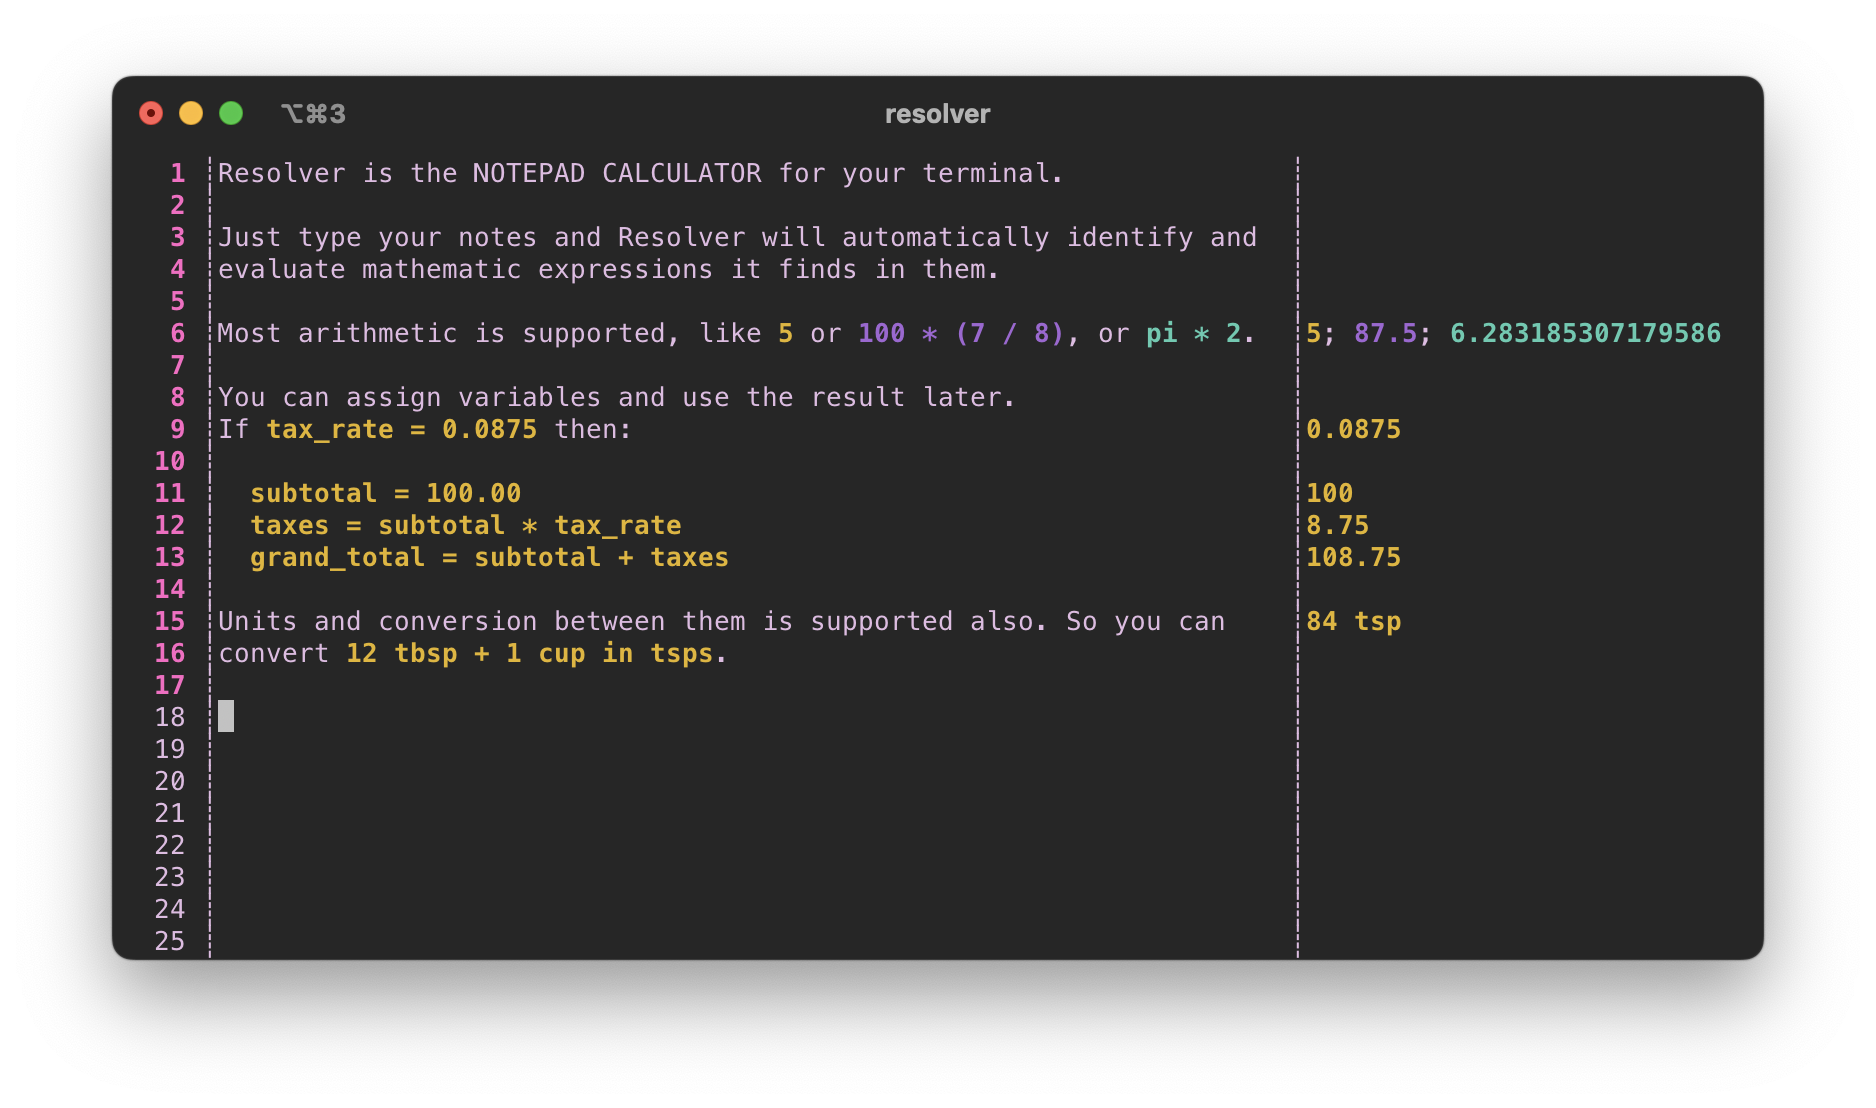 ⌥⌘3 resolver
1 Resolver is the NOTEPAD CALCULATOR for your terminal.
2
3 Just type your notes and Resolver will automatically identify and
4 evaluate mathematic expressions it finds in them.
5
6 Most arithmetic is supported, like 5 or 100 * (7 / 8), or pi * 2. 5; 87.5; 6.283185307179586
7
8 You can assign variables and use the result later.
9 If tax_rate = 0.0875 then: 0.0875
10
11 subtotal = 100.00 100
12 taxes = subtotal * tax_rate 8.75
13 grand_total = subtotal + taxes 108.75
14
15 Units and conversion between them is supported also. So you can 84 tsp
16 convert 12 tbsp + 1 cup in tsps.
17
18
19
20
21
22
23
24
25